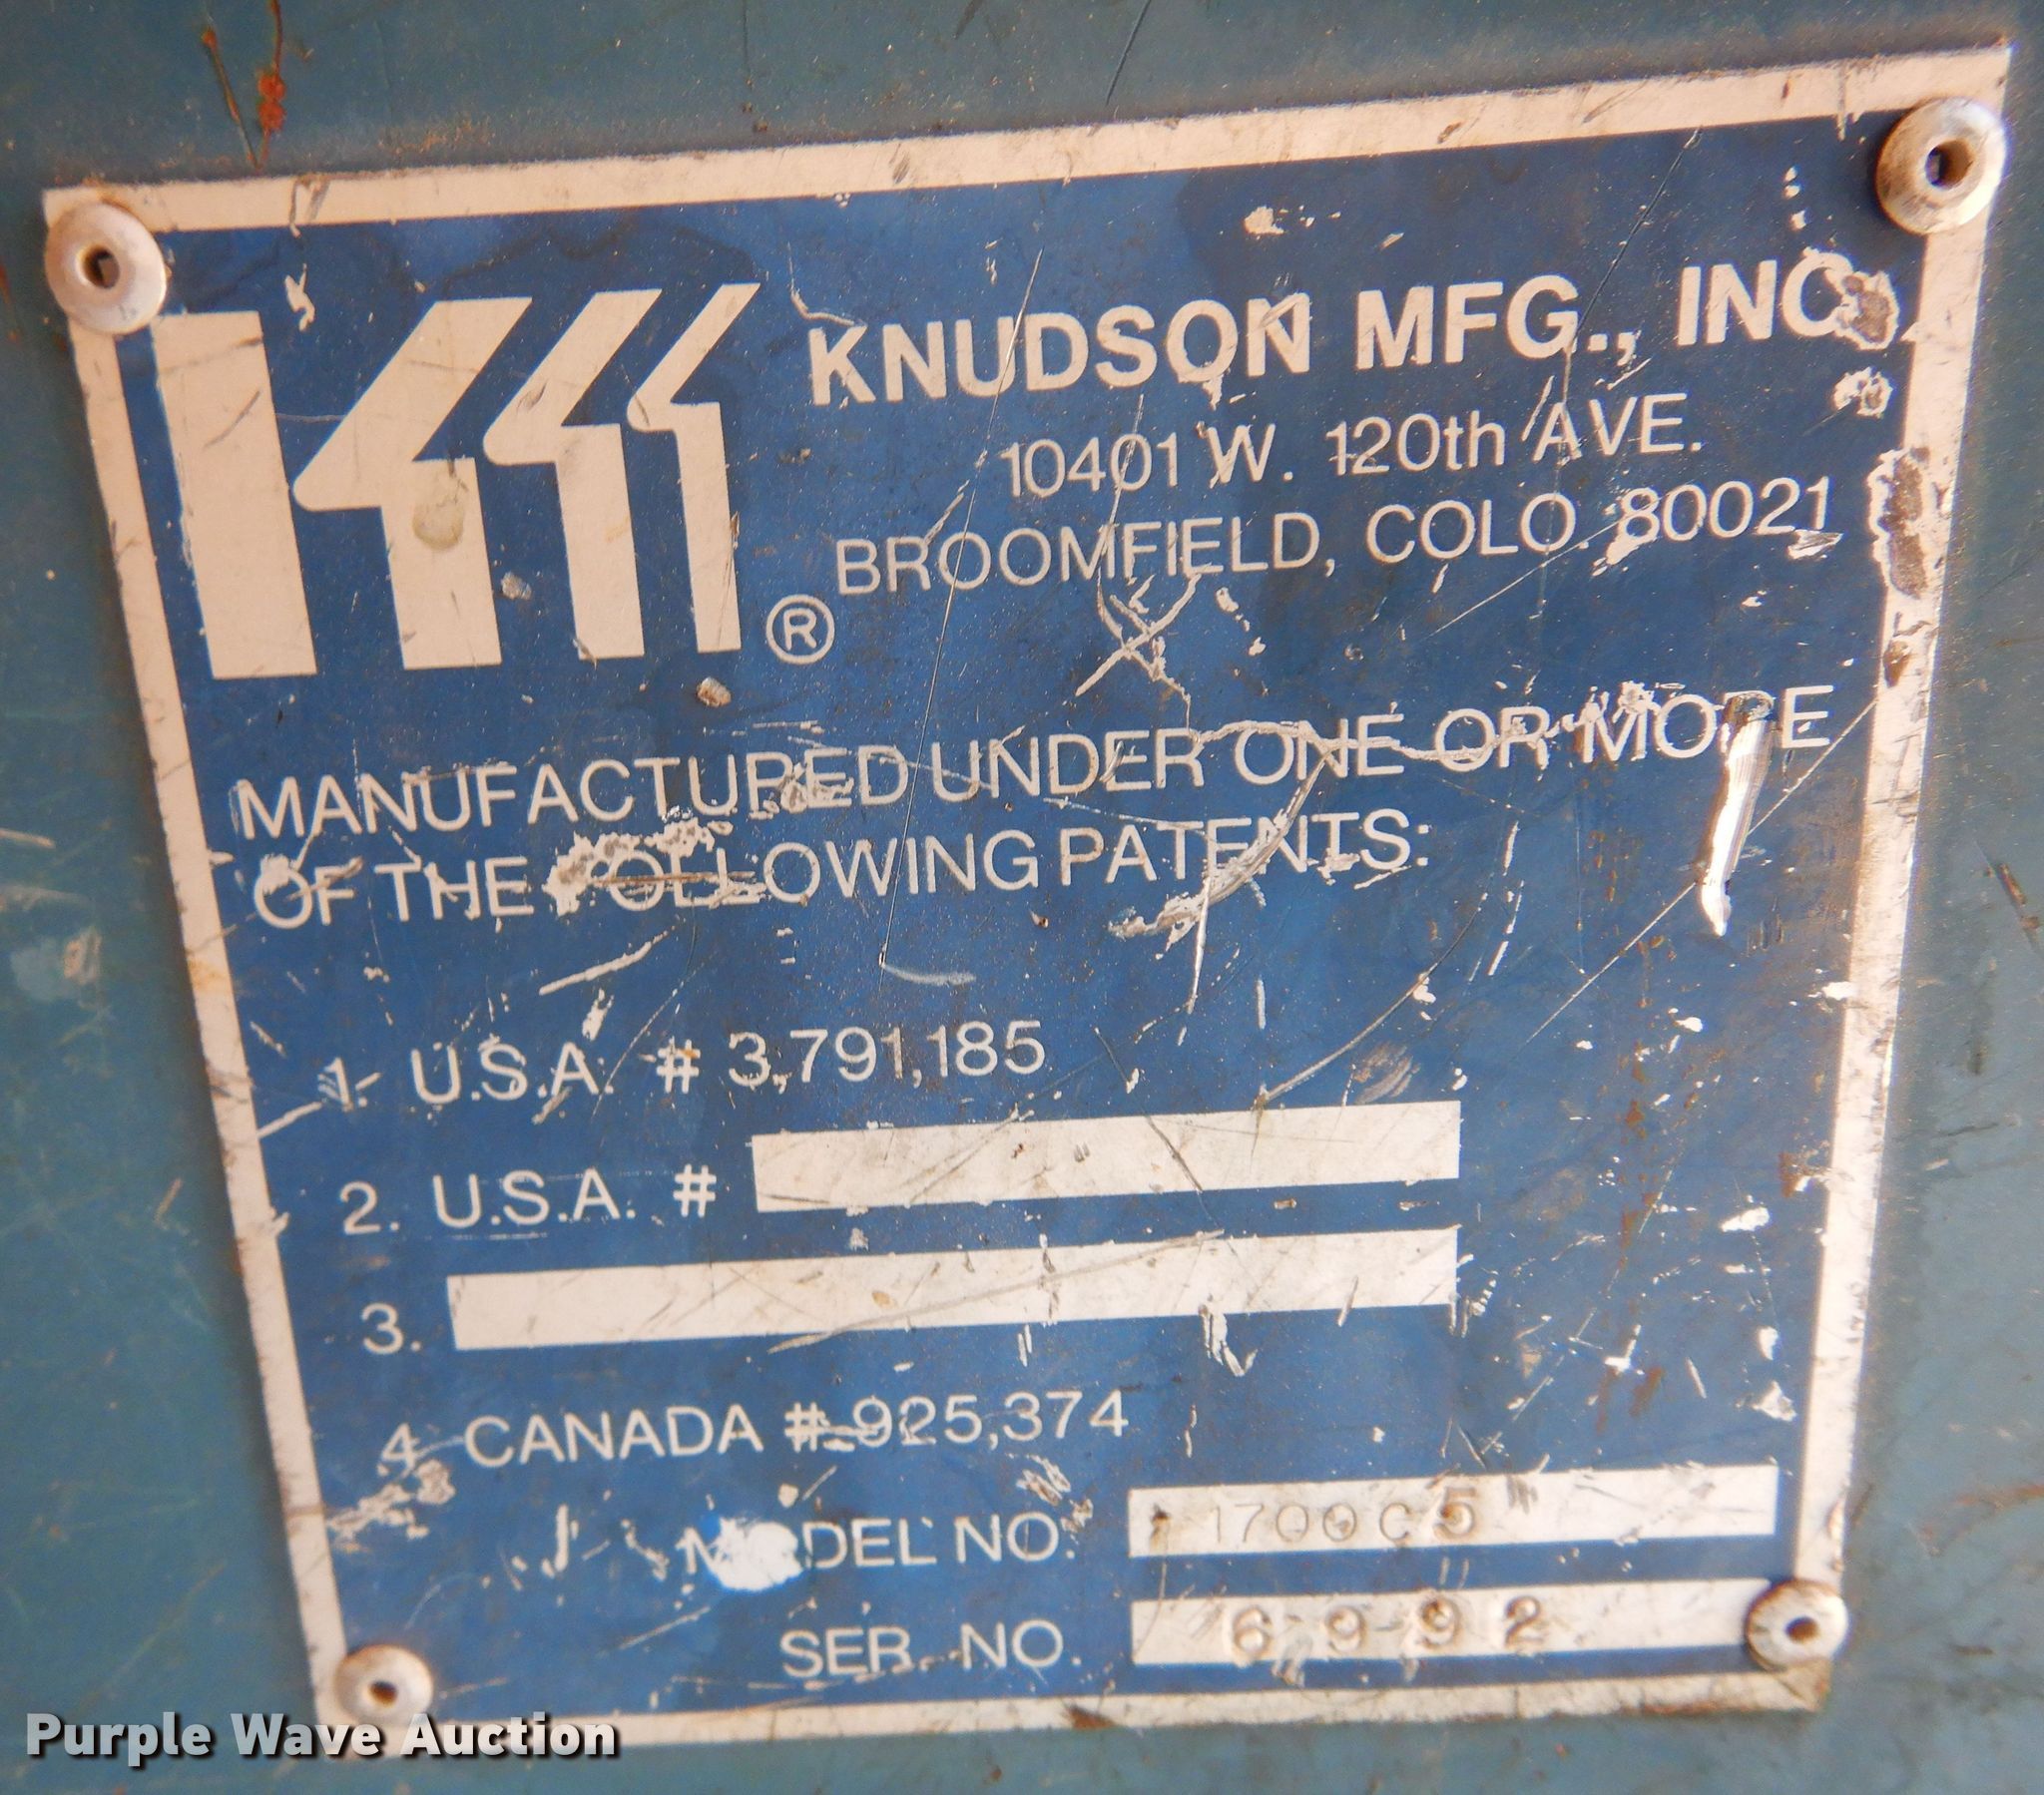 KNUDSON MFG., INC
10401 W. 120th AVE.
BROOMFIELD, COLO. 80021
®
MANUFACTURED UNDER ONE OR MORE
OF THE FOLLOWING PATENTS:
1. U.S.A. # 3,791,185
2. U.S.A. #
3.
4. CANADA # 925,374
MODEL NO. 1700C5
SER. NO. 6992
Purple Wave Auction